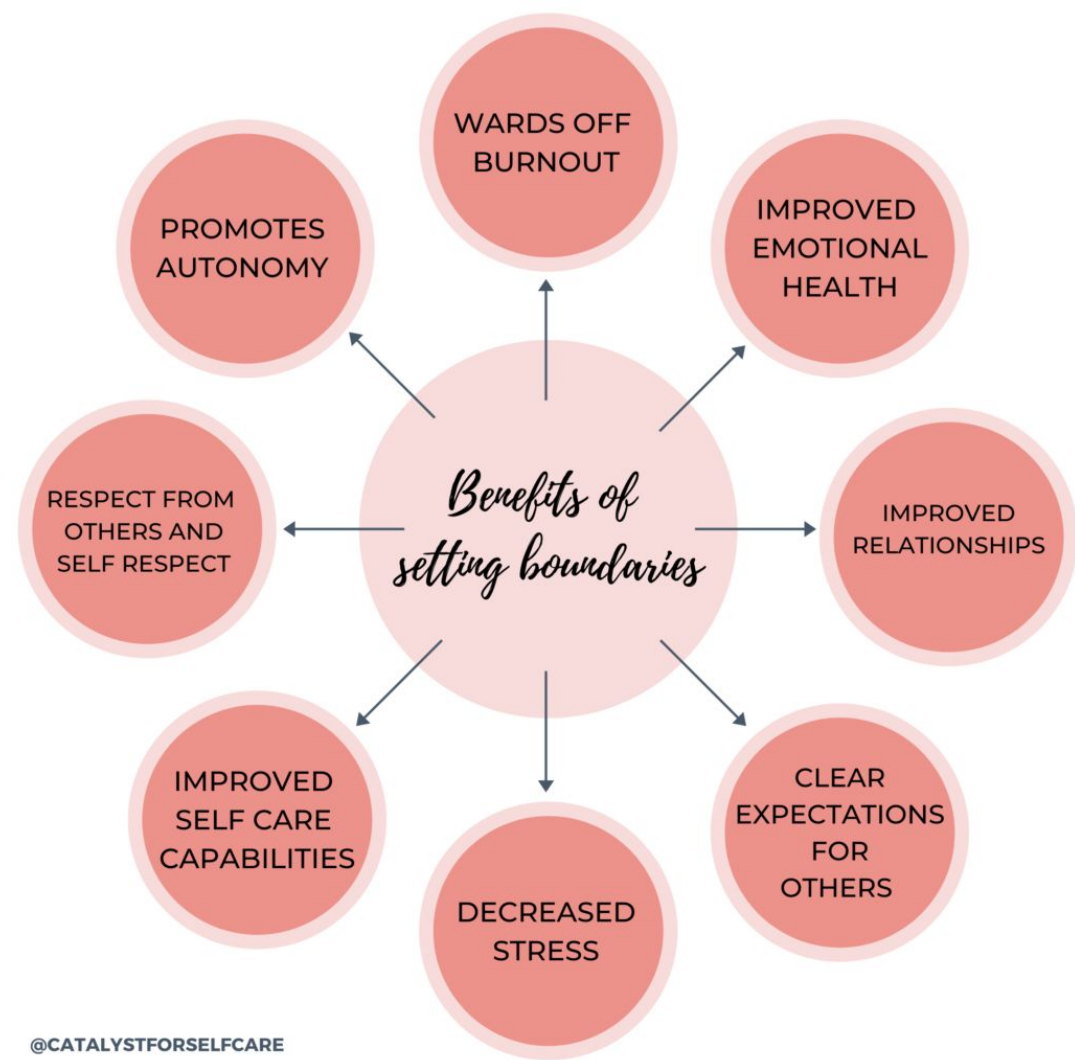 WARDS OFF
BURNOUT
IMPROVED
EMOTIONAL
HEALTH
IMPROVED
RELATIONSHIPS
CLEAR
EXPECTATIONS
FOR
OTHERS
DECREASED
STRESS
IMPROVED
SELF CARE
CAPABILITIES
RESPECT FROM
OTHERS AND
SELF RESPECT
PROMOTES
AUTONOMY
Benefits of
setting boundaries
@CATALYSTFORSELFCARE